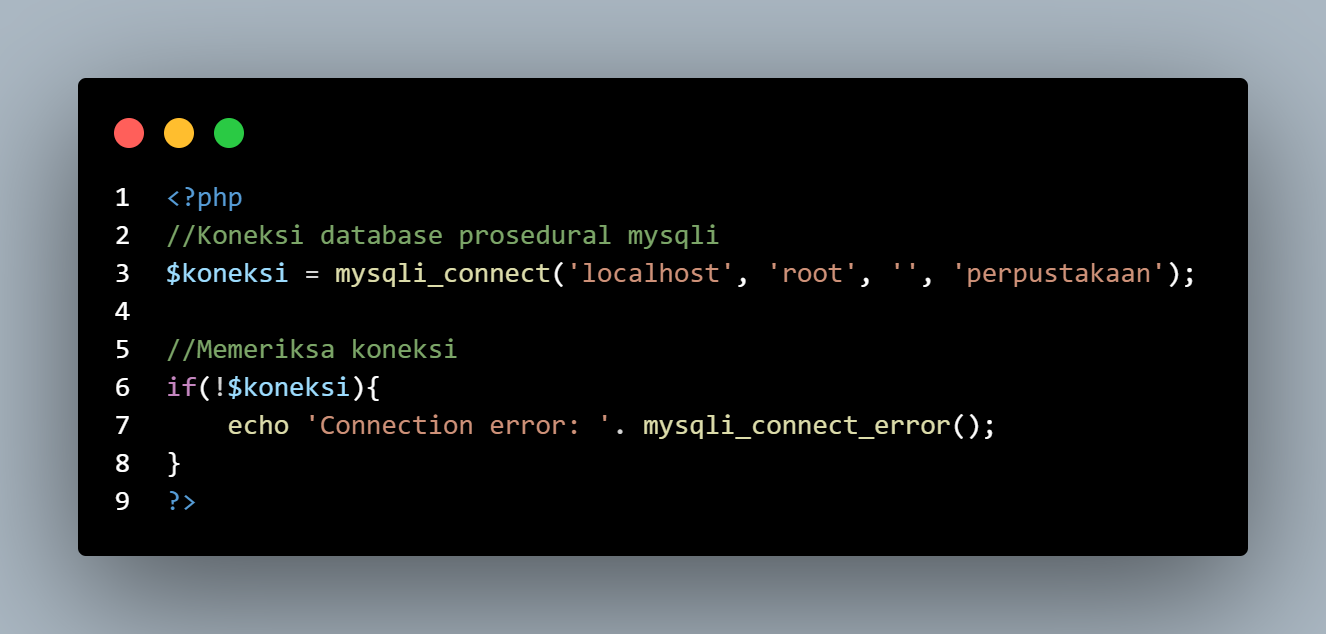 1 <?php
2 //Koneksi database prosedural mysqli
3 $koneksi = mysqli_connect('localhost', 'root', '', 'perpustakaan');
4
5 //Memeriksa koneksi
6 if(!$koneksi){
7     echo 'Connection error: '. mysqli_connect_error();
8 }
9 ?>